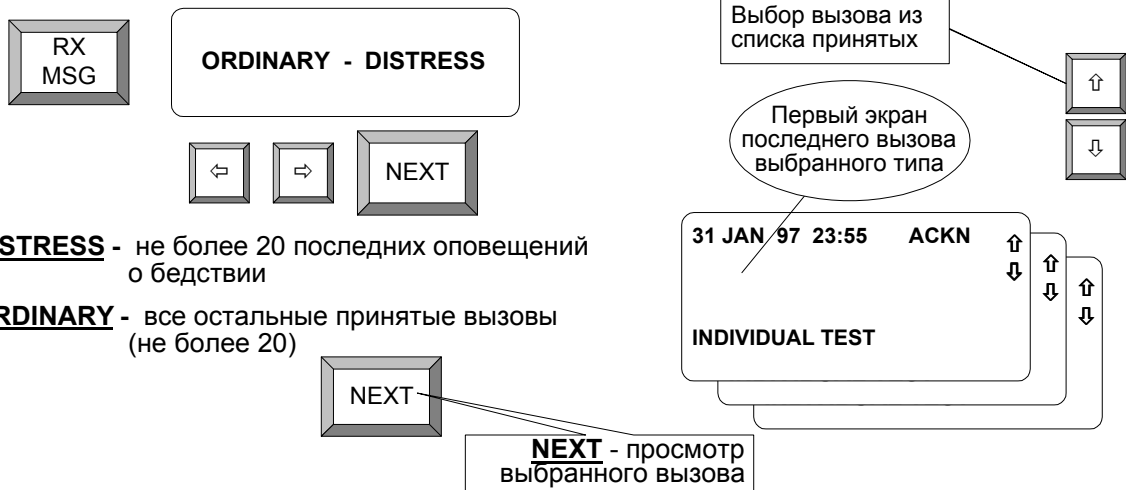 RX
MSG
ORDINARY - DISTRESS
⇦ ⇨ NEXT
Выбор вызова из
списка принятых
⇧
⇩
Первый экран
последнего вызова
выбранного типа
STRESS - не более 20 последних оповещений
о бедствии
RDINARY - все остальные принятые вызовы
(не более 20)
31 JAN 97 23:55 ACKN ⇧
⇩
INDIVIDUAL TEST
⇧
⇩
⇧
⇩
NEXT
NEXT - просмотр
выбранного вызова